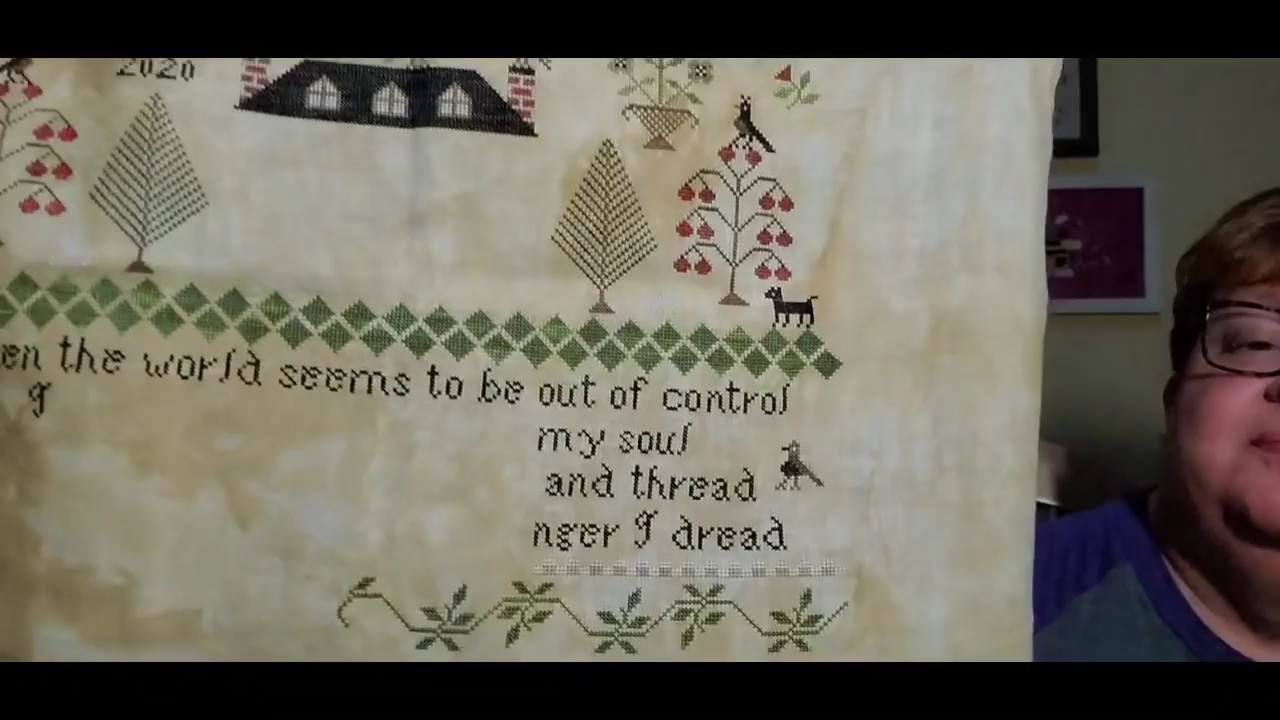 2020
en the world seems to be out of control
g
my soul
and thread
nger g dread